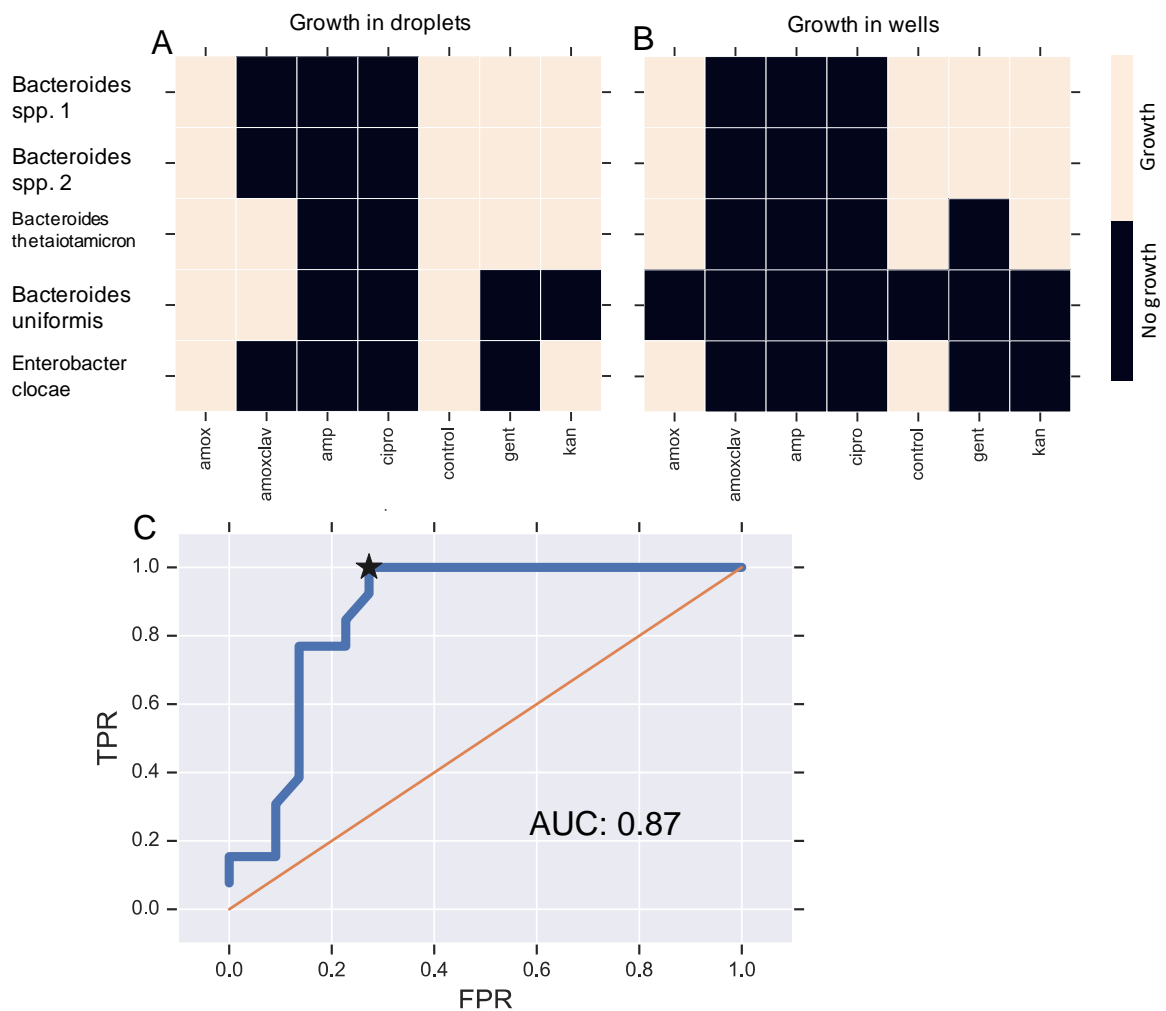 A
Growth in droplets
B
Growth in wells
Bacteroides
spp. 1
Bacteroides
spp. 2
Bacteroides
thetaiotamicron
Bacteroides
uniformis
Enterobacter
clocae
Growth
No growth
amox
amoxclav
amp
cipro
control
gent
kan
amox
amoxclav
amp
cipro
control
gent
kan
C
1.0
0.8
0.6
0.4
0.2
0.0
TPR
AUC: 0.87
0.0
0.2
0.4
0.6
0.8
1.0
FPR